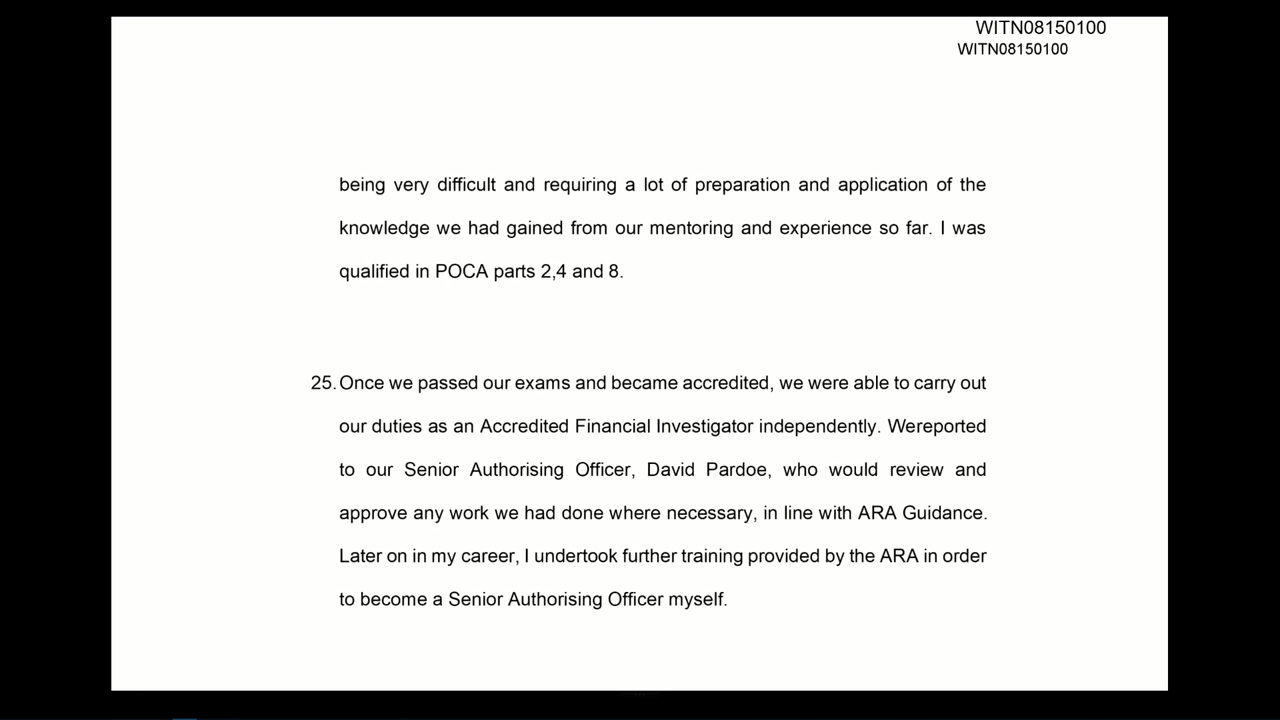 WITN08150100
WITN08150100
being very difficult and requiring a lot of preparation and application of the
knowledge we had gained from our mentoring and experience so far. I was
qualified in POCA parts 2,4 and 8.
25. Once we passed our exams and became accredited, we were able to carry out
our duties as an Accredited Financial Investigator independently. Wereported
to our Senior Authorising Officer, David Pardoe, who would review and
approve any work we had done where necessary, in line with ARA Guidance.
Later on in my career, I undertook further training provided by the ARA in order
to become a Senior Authorising Officer myself.